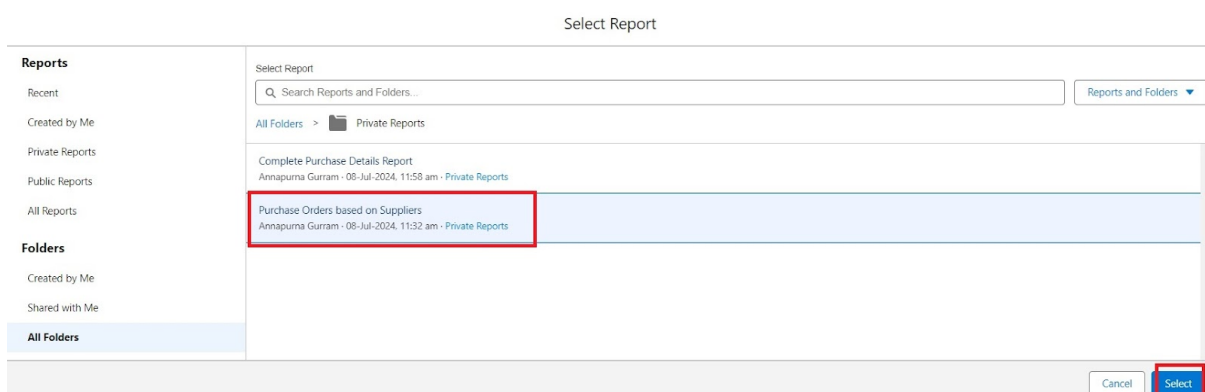 Select Report
Reports
Recent
Created by Me
Private Reports
Public Reports
All Reports
Folders
Created by Me
Shared with Me
All Folders
Select Report
Search Reports and Folders...
Reports and Folders
All Folders > Private Reports
Complete Purchase Details Report
Annapurna Gurram · 08-Jul-2024, 11:58 am · Private Reports
Purchase Orders based on Suppliers
Annapurna Gurram · 08-Jul-2024, 11:32 am · Private Reports
Cancel
Select